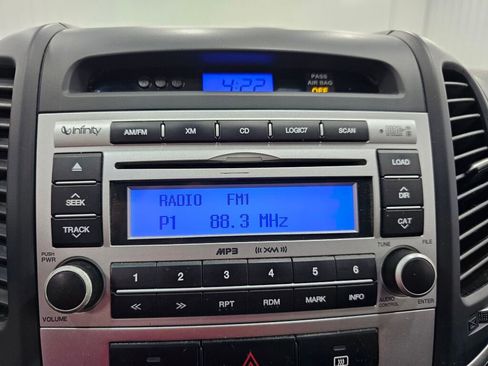 4:22
PASS
AIR BAG
OFF
Infinity
AM/FM XM CD LOGIC7 SCAN
LOAD
SEEK
DIR
TRACK
CAT
RADIO FM1
P1 88.3 MHz
MP3 XM
PUSH
PWR
TUNE FILE
1 2 3 4 5 6
<< >> RPT RDM MARK INFO
VOLUME
AUDIO
CONTROL
ENTER